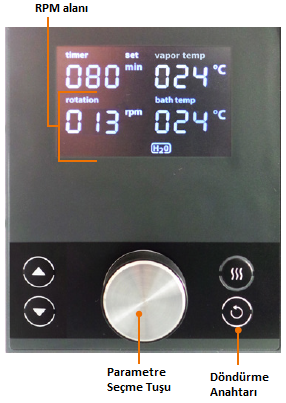 RPM alanı
timer set vapor temp
080 min 024 °C
rotation bath temp
013 rpm 024 °C
H₂O
Parametre
Seçme Tuşu
Döndürme
Anahtarı